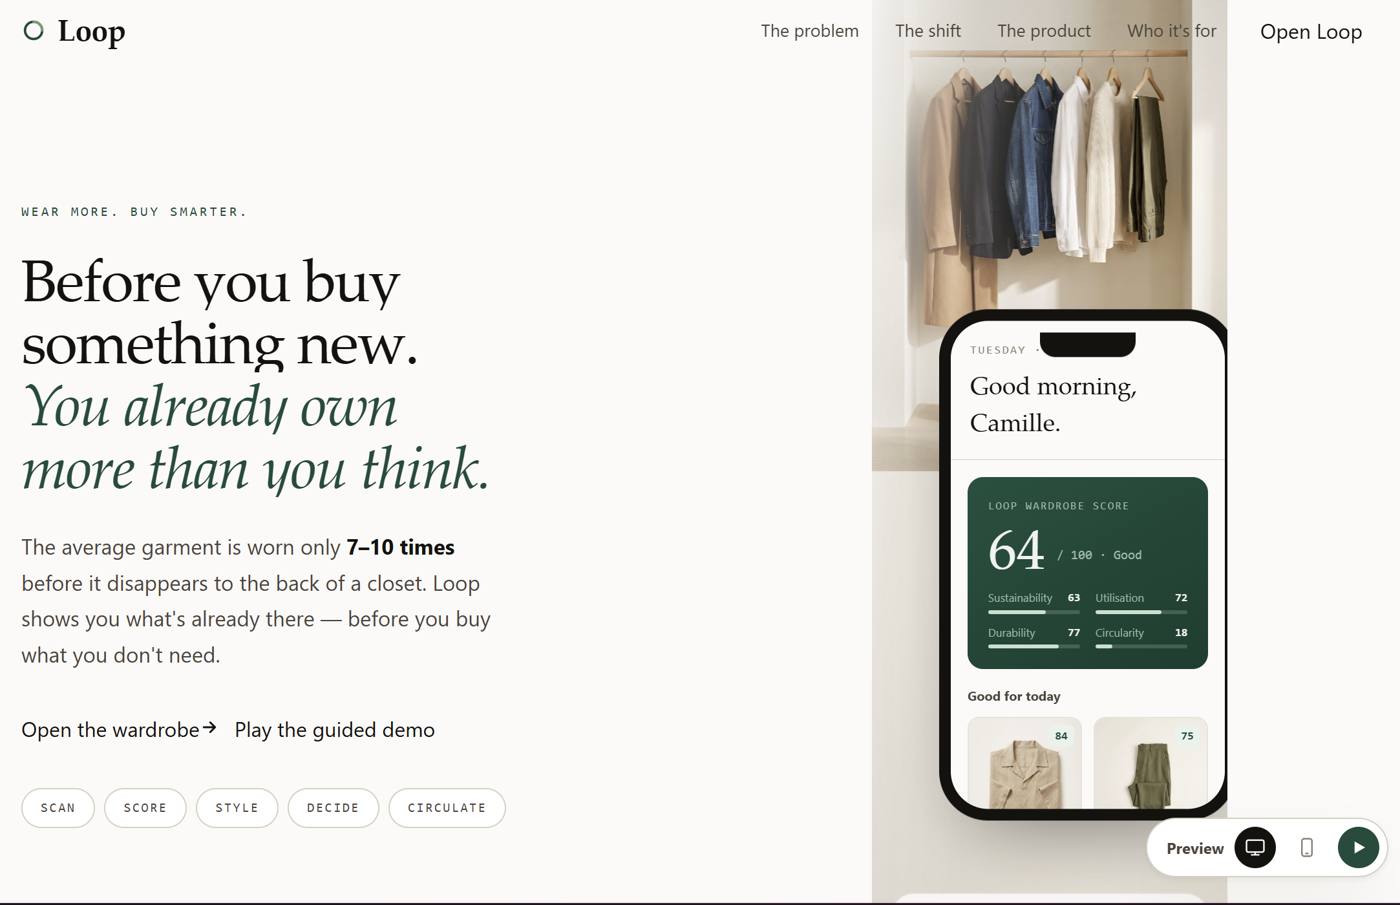 Loop
The problem
The shift
The product
Who it's for
Open Loop
WEAR MORE. BUY SMARTER.
Before you buy
something new.
You already own
more than you think.
The average garment is worn only 7–10 times
before it disappears to the back of a closet. Loop
shows you what's already there — before you buy
what you don't need.
Open the wardrobe→
Play the guided demo
SCAN
SCORE
STYLE
DECIDE
CIRCULATE
TUESDAY ·
Good morning,
Camille.
LOOP WARDROBE SCORE
64 / 100 · Good
Sustainability 63
Utilisation 72
Durability 77
Circularity 18
Good for today
84
75
Preview